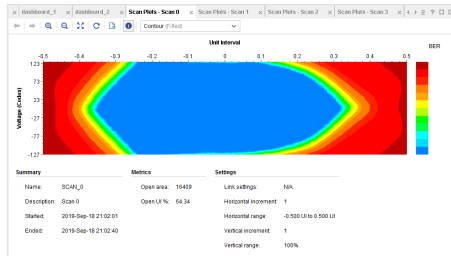 dashboard_1 dashboard_2 Scan Plots - Scan 0 Scan Plots - Scan 1 Scan Plots - Scan 2 Scan Plots - Scan 3
Contour (Filled)
Unit Interval
BER
-0.5 -0.4 -0.3 -0.2 -0.1 0 0.1 0.2 0.3 0.4 0.5
Voltage (Codes)
123
73
23
-27
-77
-127
Summary Metrics Settings
Name: SCAN_0 Open area: 16409 Link settings: N/A
Description: Scan 0 Open UI %: 64.34 Horizontal increment: 1
Started: 2019-Sep-18 21:02:01 Horizontal range: -0.500 UI to 0.500 UI
Ended: 2019-Sep-18 21:02:40 Vertical increment: 1
Vertical range: 100%